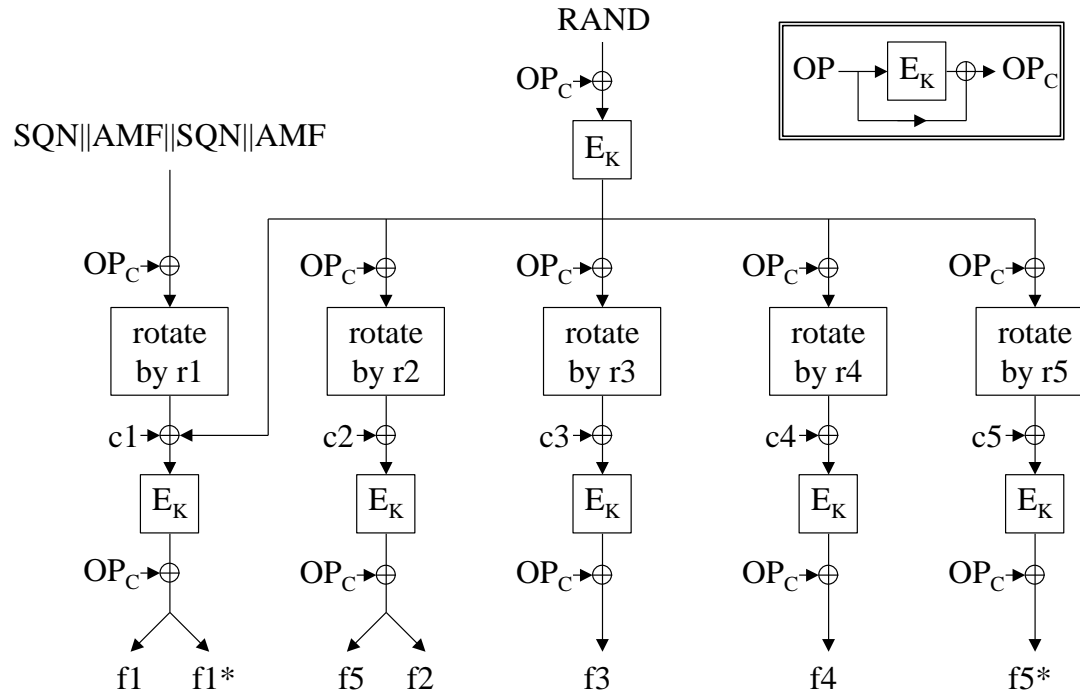 RAND
OP E_K OP_C
OP_C
SQN||AMF||SQN||AMF
E_K
OP_C OP_C OP_C OP_C OP_C
rotate by r1
rotate by r2
rotate by r3
rotate by r4
rotate by r5
c1 c2 c3 c4 c5
E_K E_K E_K E_K E_K
OP_C OP_C OP_C OP_C OP_C
f1 f1* f5 f2 f3 f4 f5*